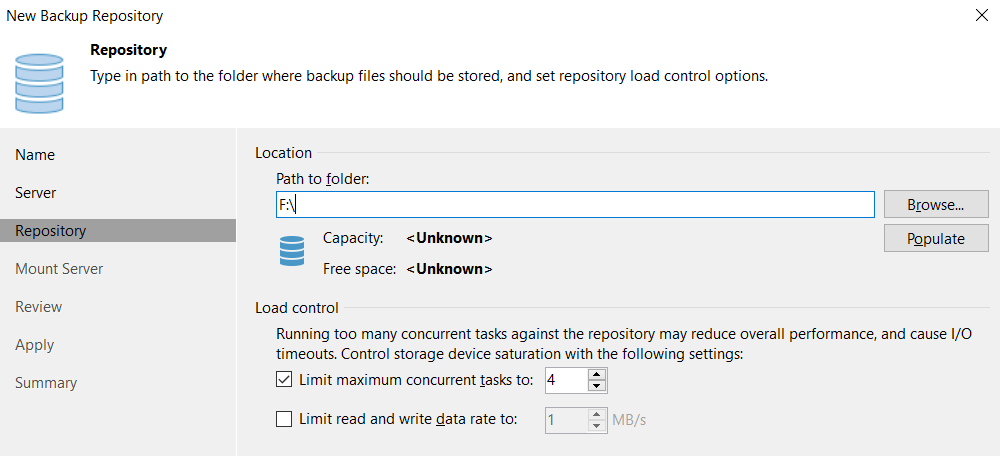 New Backup Repository
Repository
Type in path to the folder where backup files should be stored, and set repository load control options.
Name
Server
Repository
Mount Server
Review
Apply
Summary
Location
Path to folder:
F:\
Browse...
Populate
Capacity: <Unknown>
Free space: <Unknown>
Load control
Running too many concurrent tasks against the repository may reduce overall performance, and cause I/O
timeouts. Control storage device saturation with the following settings:
Limit maximum concurrent tasks to: 4
Limit read and write data rate to: 1 MB/s